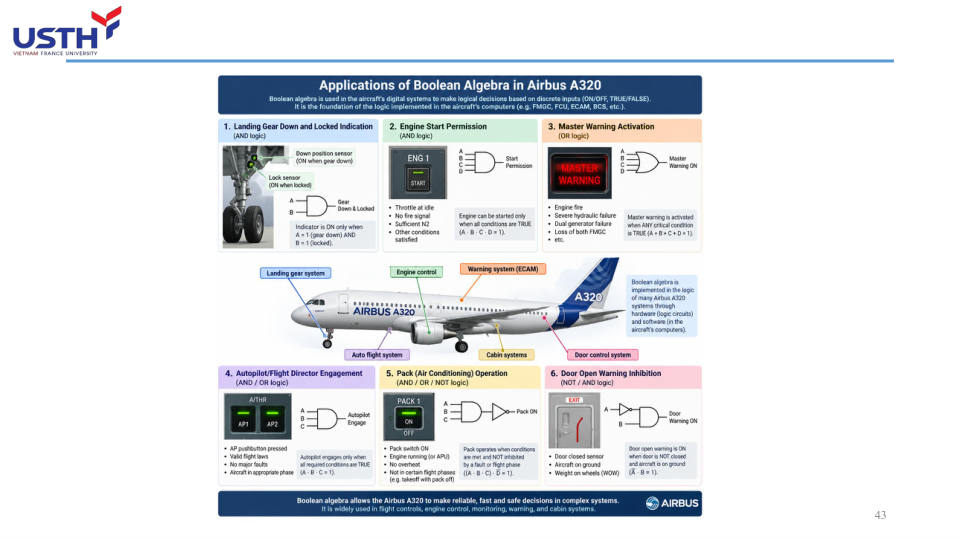 USTH
VIETNAM FRANCE UNIVERSITY
Applications of Boolean Algebra in Airbus A320
Boolean algebra is used in the aircraft's digital systems to make logical decisions based on discrete inputs (ON/OFF, TRUE/FALSE).
It is the foundation of the logic implemented in the aircraft's computers (e.g. FMGC, FCU, ECAM, BCS, etc.).
1. Landing Gear Down and Locked Indication
(AND logic)
Down position sensor
(ON when gear down)
Lock sensor
(ON when locked)
A
B
Gear
Down & Locked
Indicator is ON only when
A = 1 (gear down) AND
B = 1 (locked).
2. Engine Start Permission
(AND logic)
ENG 1
START
A
B
C
D
Start
Permission
• Throttle at idle
• No fire signal
• Sufficient N2
• Other conditions
satisfied
Engine can be started only
when all conditions are TRUE
(A · B · C · D = 1).
3. Master Warning Activation
(OR logic)
MASTER
WARNING
A
B
C
D
Master
Warning ON
• Engine fire
• Severe hydraulic failure
• Dual generator failure
• Loss of both FMGC
• etc.
Master warning is activated
when ANY critical condition
is TRUE (A + B + C + D = 1).
Landing gear system
Engine control
Warning system (ECAM)
AIRBUS A320
A320
Boolean algebra is
implemented in the logic
of many Airbus A320
systems through
hardware (logic circuits)
and software (in the
aircraft's computers).
Auto flight system
Cabin systems
Door control system
4. Autopilot/Flight Director Engagement
(AND / OR logic)
A/THR
AP1
AP2
A
B
C
Autopilot
Engage
• AP pushbutton pressed
• Valid flight laws
• No major faults
• Aircraft in appropriate phase
Autopilot engages only when
all required conditions are TRUE
(A · B · C = 1).
5. Pack (Air Conditioning) Operation
(AND / OR / NOT logic)
PACK 1
ON
OFF
A
B
C
Pack ON
• Pack switch ON
• Engine running (or APU)
• No overheat
• Not in certain flight phases
(e.g. takeoff with pack off)
Pack operates when conditions
are met and NOT inhibited
by a fault or flight phase
((A · B · C) · D̅ = 1).
6. Door Open Warning Inhibition
(NOT / AND logic)
EXIT
A
B
Door
Warning ON
• Door closed sensor
• Aircraft on ground
• Weight on wheels (WOW)
Door open warning is ON
when door is NOT closed
and aircraft is on ground
(A̅ · B = 1).
Boolean algebra allows the Airbus A320 to make reliable, fast and safe decisions in complex systems.
It is widely used in flight controls, engine control, monitoring, warning, and cabin systems.
AIRBUS
43